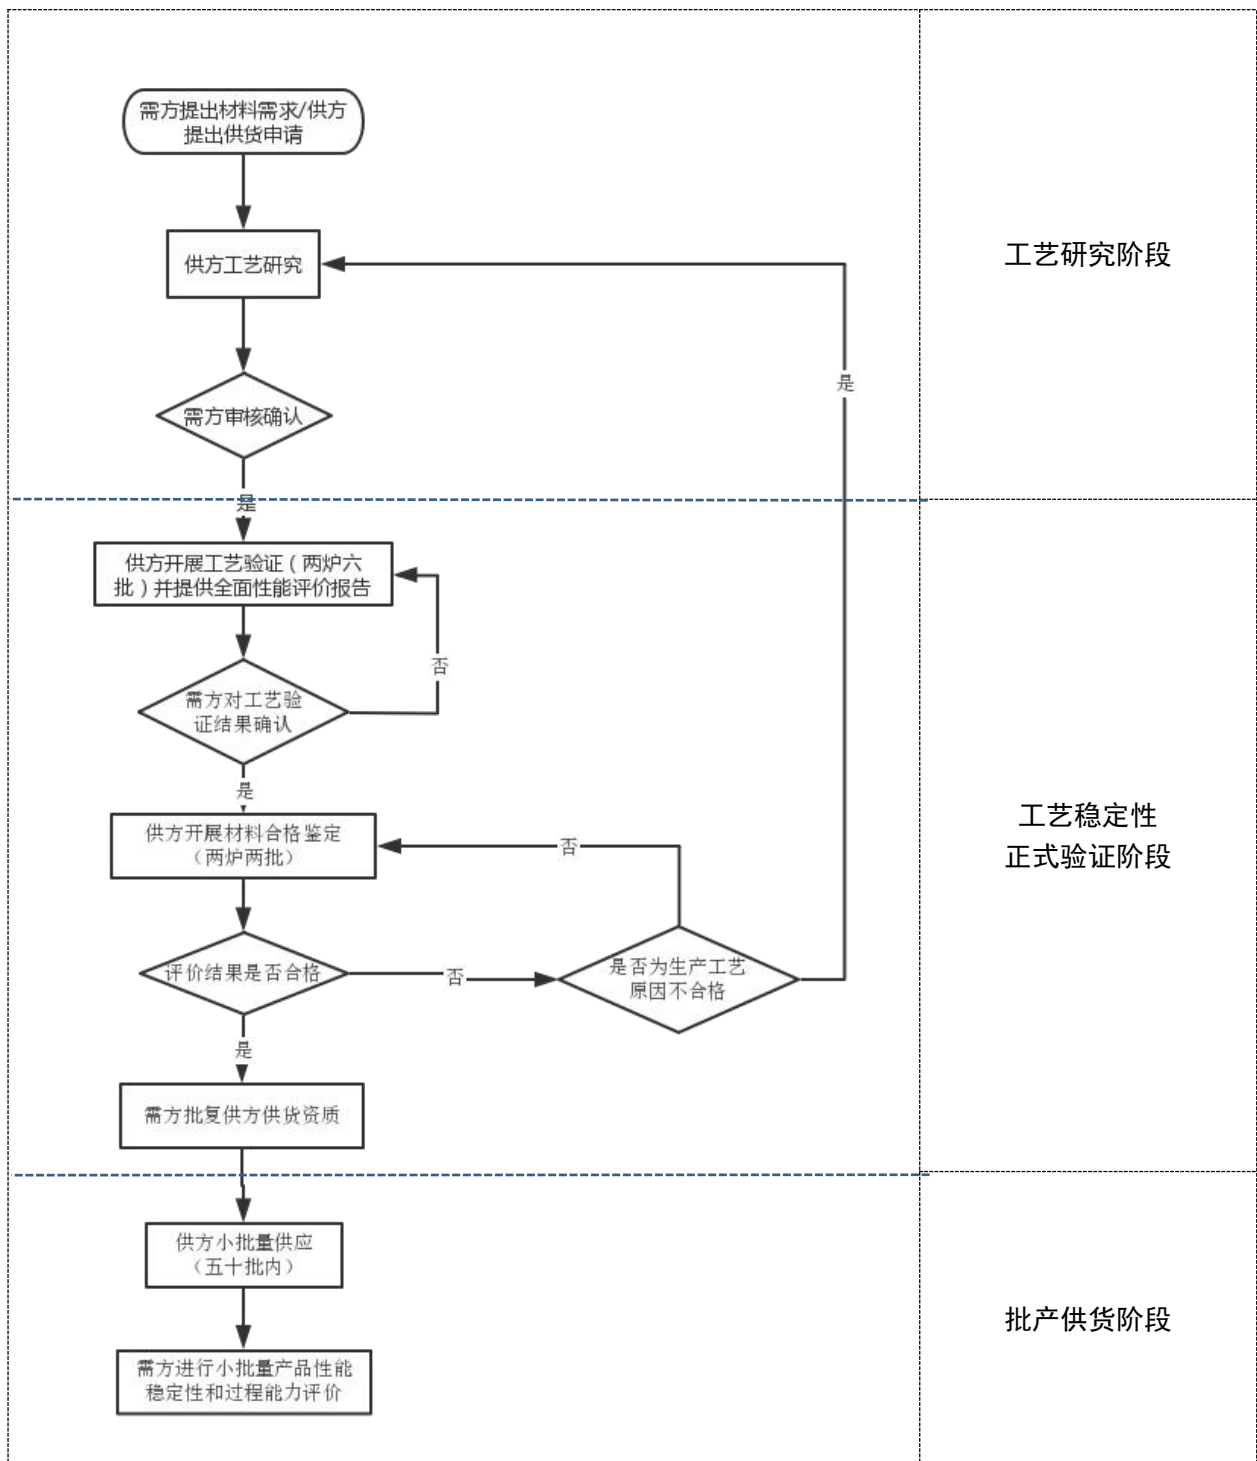 需方提出材料需求/供方
提出供货申请
供方工艺研究
工艺研究阶段
是
需方审核确认
是
供方开展工艺验证（两炉六
批）并提供全面性能评价报告
否
需方对工艺验
证结果确认
是
工艺稳定性
正式验证阶段
供方开展材料合格鉴定
（两炉两批）
否
评价结果是否合格
否
是否为生产工艺
原因不合格
是
需方批复供方供货资质
供方小批量供应
（五十批内）
批产供货阶段
需方进行小批量产品性能
稳定性和过程能力评价